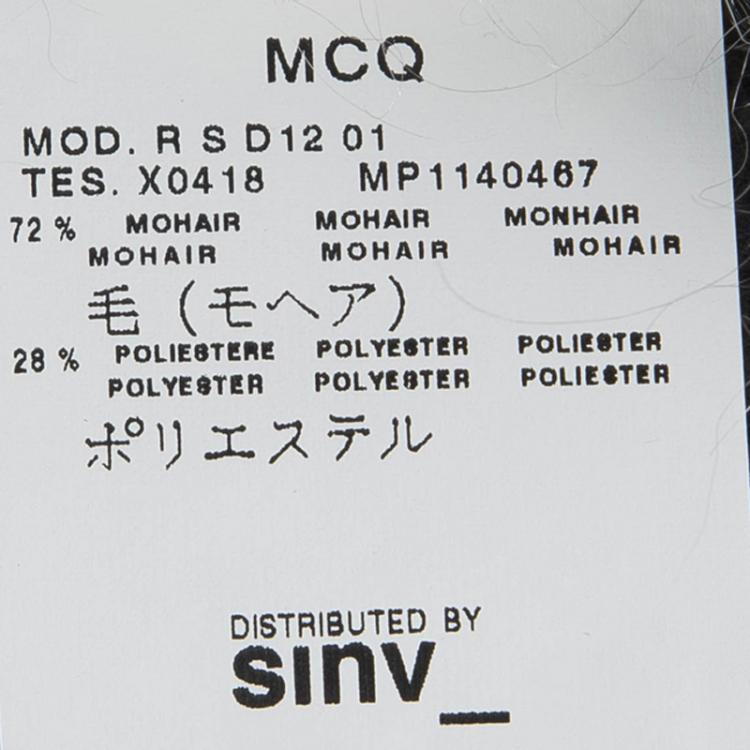 MCQ
MOD. R S D12 01
TES. X0418 MP1140467
72 % MOHAIR MOHAIR MONHAIR
MOHAIR MOHAIR MOHAIR
毛 (モヘア)
28 % POLIESTERE POLYESTER POLIESTER
POLYESTER POLYESTER POLIESTER
ポリエステル
DISTRIBUTED BY
sinv_